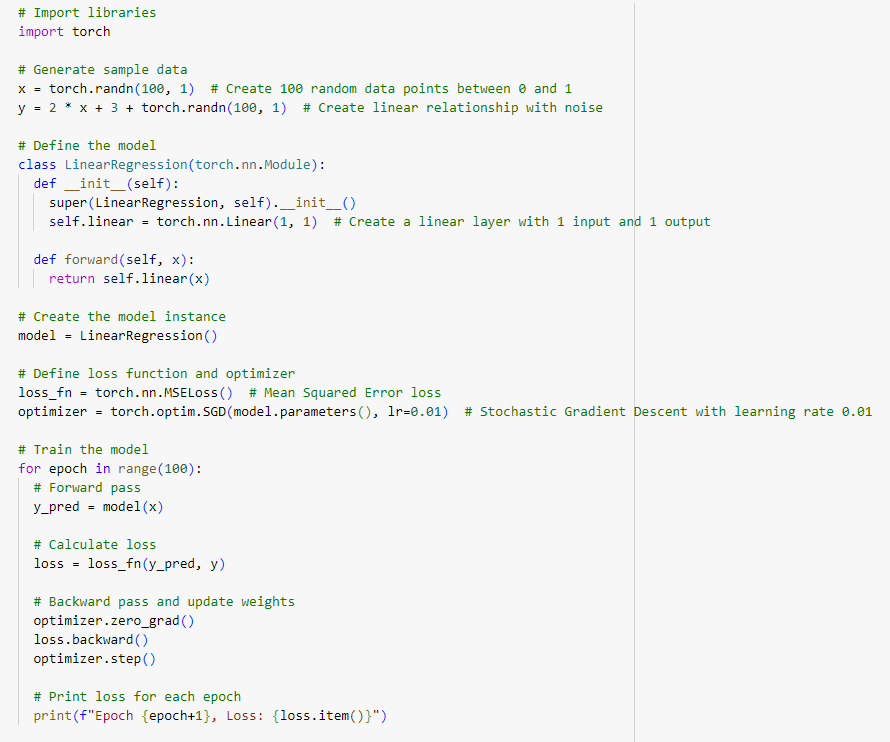 # Import libraries
import torch
# Generate sample data
x = torch.randn(100, 1)  # Create 100 random data points between 0 and 1
y = 2 * x + 3 + torch.randn(100, 1)  # Create linear relationship with noise
# Define the model
class LinearRegression(torch.nn.Module):
  def __init__(self):
    super(LinearRegression, self).__init__()
    self.linear = torch.nn.Linear(1, 1)  # Create a linear layer with 1 input and 1 output
  def forward(self, x):
    return self.linear(x)
# Create the model instance
model = LinearRegression()
# Define loss function and optimizer
loss_fn = torch.nn.MSELoss()  # Mean Squared Error loss
optimizer = torch.optim.SGD(model.parameters(), lr=0.01)  # Stochastic Gradient Descent with learning rate 0.01
# Train the model
for epoch in range(100):
  # Forward pass
  y_pred = model(x)
  # Calculate loss
  loss = loss_fn(y_pred, y)
  # Backward pass and update weights
  optimizer.zero_grad()
  loss.backward()
  optimizer.step()
  # Print loss for each epoch
  print(f"Epoch {epoch+1}, Loss: {loss.item()}")